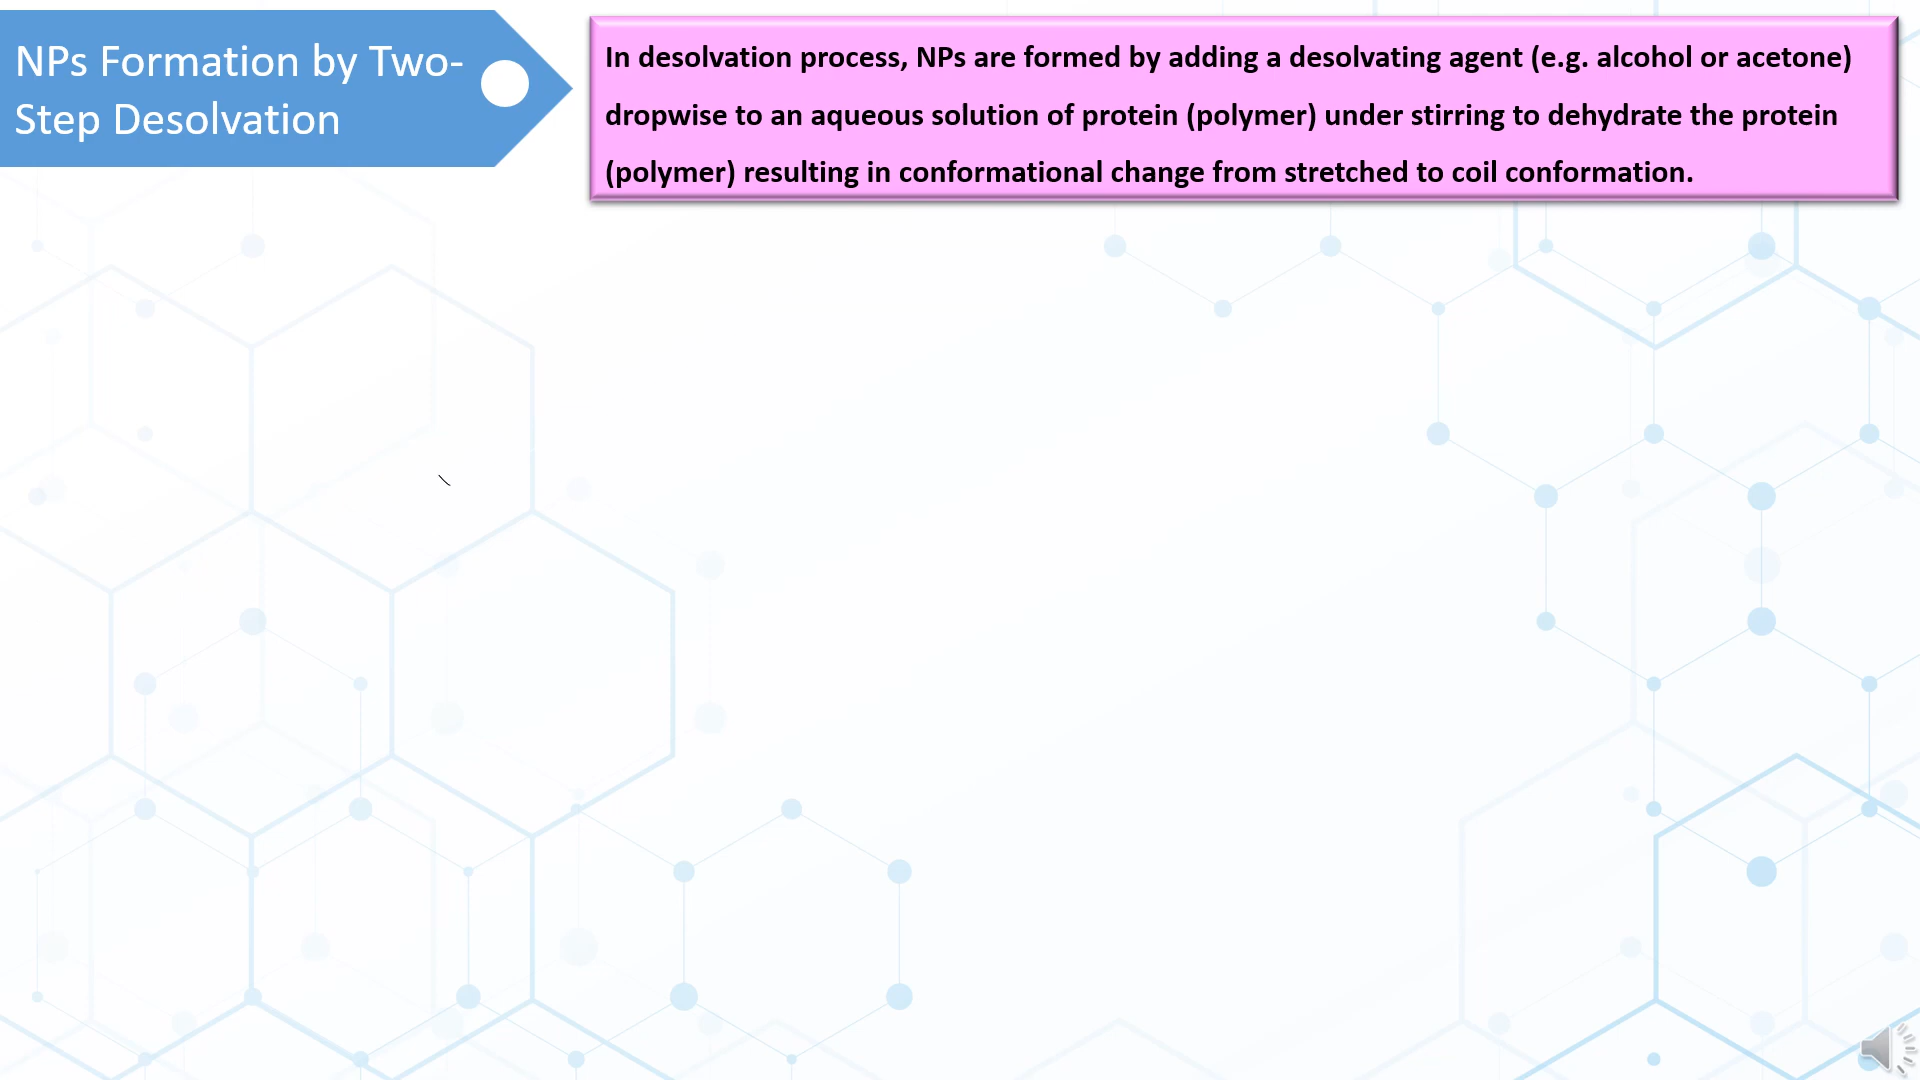 NPs Formation by Two-
Step Desolvation
In desolvation process, NPs are formed by adding a desolvating agent (e.g. alcohol or acetone)
dropwise to an aqueous solution of protein (polymer) under stirring to dehydrate the protein
(polymer) resulting in conformational change from stretched to coil conformation.